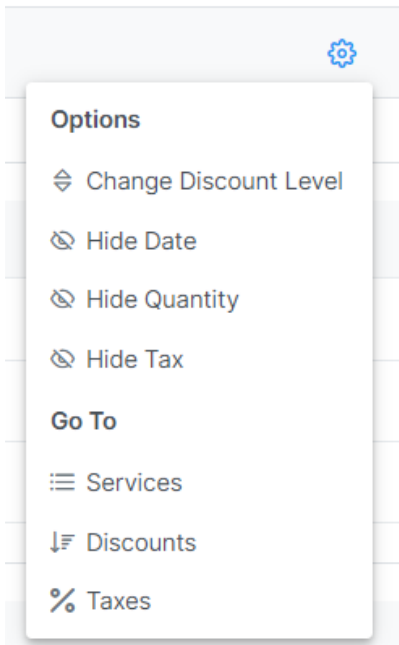 Options
Change Discount Level
Hide Date
Hide Quantity
Hide Tax
Go To
Services
Discounts
Taxes